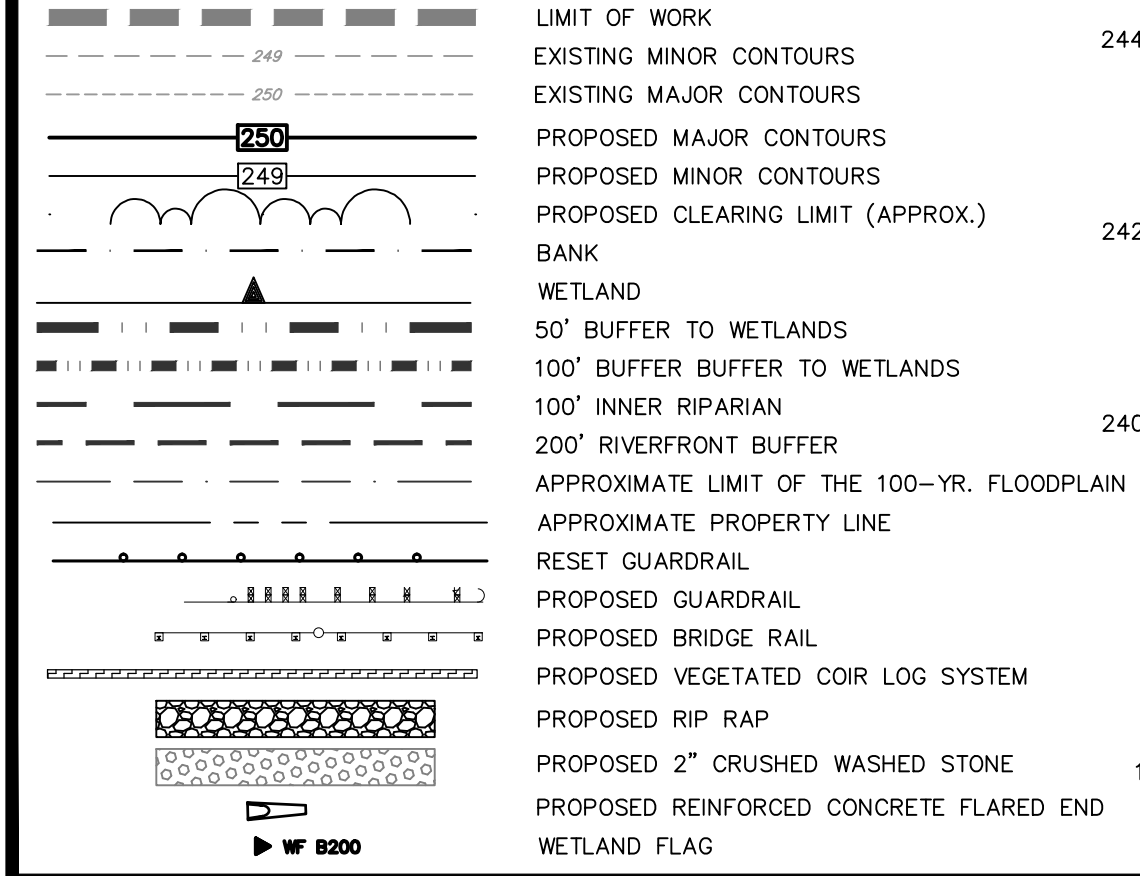 LIMIT OF WORK
244
249 EXISTING MINOR CONTOURS
250 EXISTING MAJOR CONTOURS
250 PROPOSED MAJOR CONTOURS
249 PROPOSED MINOR CONTOURS
PROPOSED CLEARING LIMIT (APPROX.)
242
BANK
WETLAND
50' BUFFER TO WETLANDS
100' BUFFER BUFFER TO WETLANDS
100' INNER RIPARIAN
240
200' RIVERFRONT BUFFER
APPROXIMATE LIMIT OF THE 100-YR. FLOODPLAIN
APPROXIMATE PROPERTY LINE
RESET GUARDRAIL
PROPOSED GUARDRAIL
PROPOSED BRIDGE RAIL
PROPOSED VEGETATED COIR LOG SYSTEM
PROPOSED RIP RAP
PROPOSED 2" CRUSHED WASHED STONE
PROPOSED REINFORCED CONCRETE FLARED END
WF B200 WETLAND FLAG